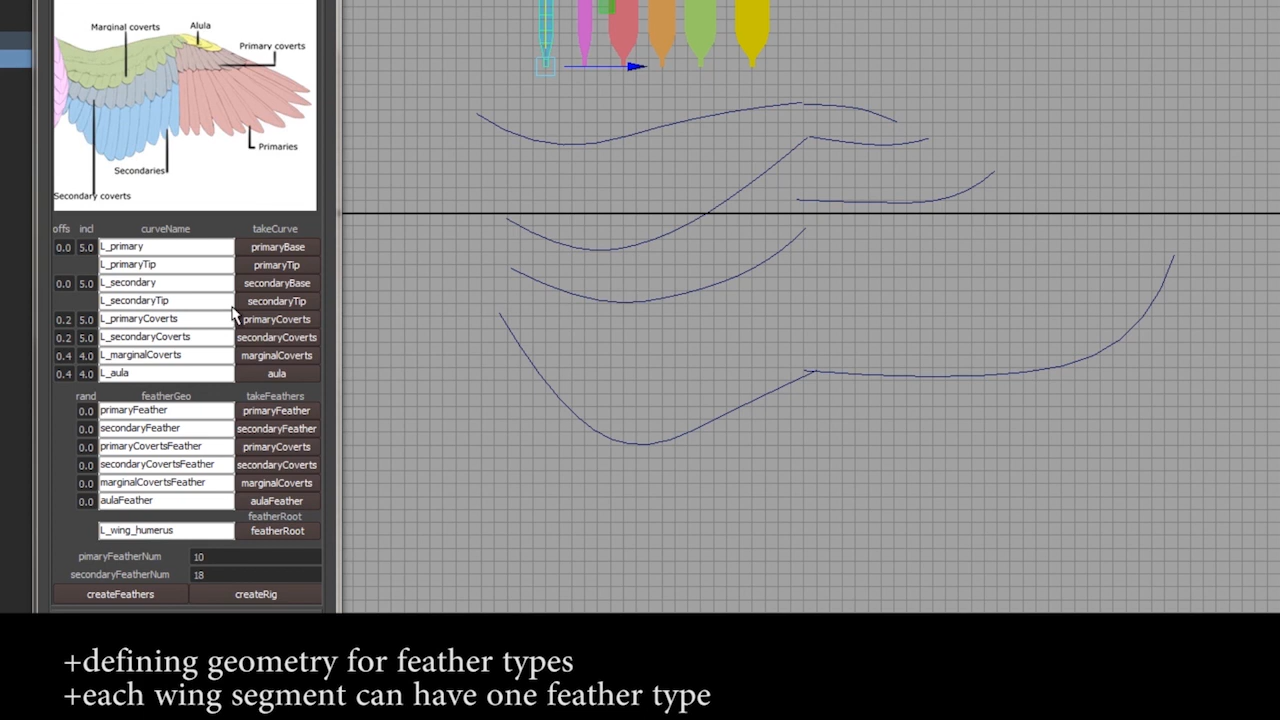 Marginal coverts
Alula
Primary coverts
Primaries
Secondaries
Secondary coverts
offs incl curveName takeCurve
0.0 5.0 L_primary primaryBase
L_primaryTip primaryTip
0.0 5.0 L_secondary secondaryBase
L_secondaryTip secondaryTip
0.2 5.0 L_primaryCoverts primaryCoverts
0.2 5.0 L_secondaryCoverts secondaryCoverts
0.4 4.0 L_marginalCoverts marginalCoverts
0.4 4.0 L_aula aula
rand featherGeo takeFeathers
0.0 primaryFeather primaryFeather
0.0 secondaryFeather secondaryFeather
0.0 primaryCovertsFeather primaryCoverts
0.0 secondaryCovertsFeather secondaryCoverts
0.0 marginalCovertsFeather marginalCoverts
0.0 aulaFeather aulaFeather
featherRoot
L_wing_humerus featherRoot
pimaryFeatherNum 10
secondaryFeatherNum 18
createFeathers createRig
+defining geometry for feather types
+each wing segment can have one feather type